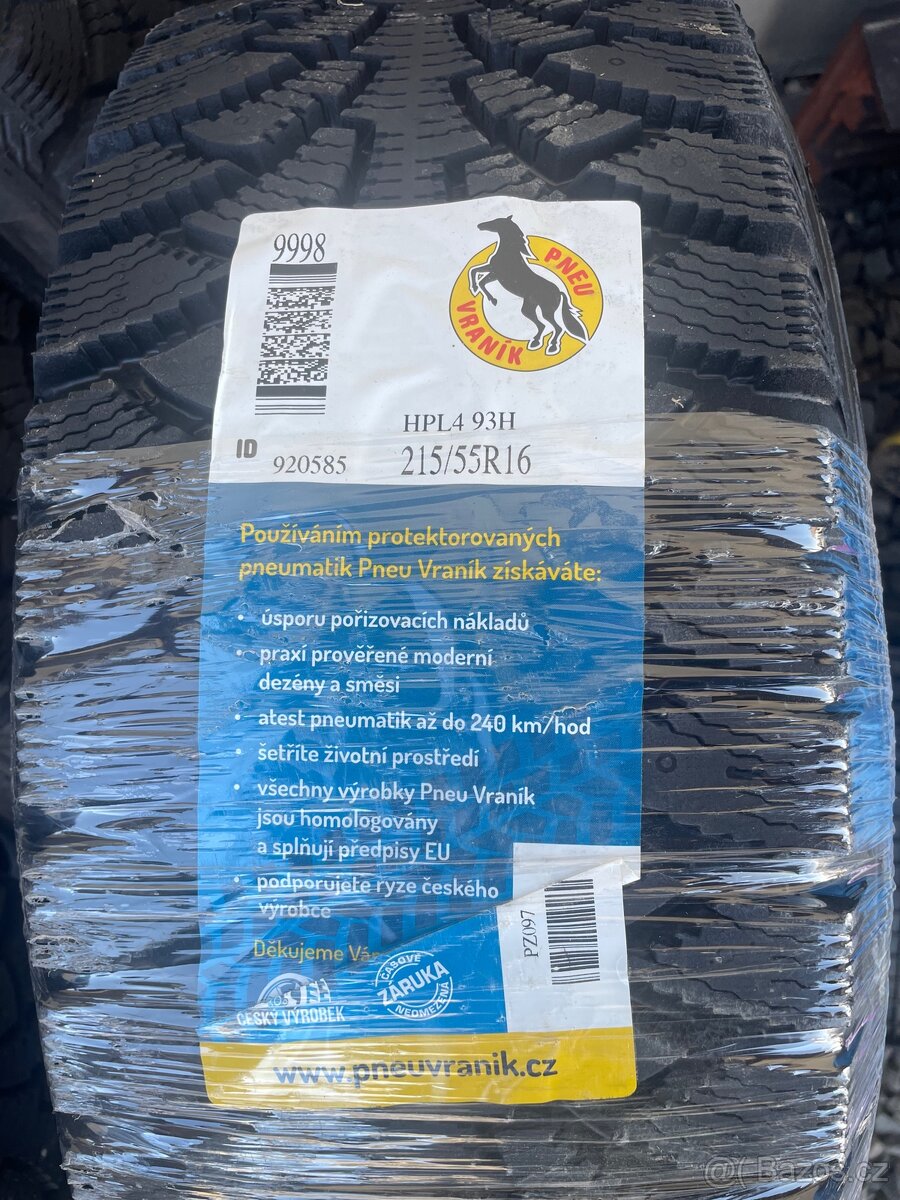 9998
PNEU
VRANÍK
HPL4 93H
ID 920585 215/55R16
Používáním protektorovaných
pneumatik Pneu Vraník získáváte:
• úsporu pořizovacích nákladů
• praxí prověřené moderní
dezény a směsi
• atest pneumatik až do 240 km/hod
• šetříte životní prostředí
• všechny výrobky Pneu Vraník
jsou homologovány
a splňují předpisy EU
• podporujete ryze českého
výrobce
Děkujeme
PZ097
ČASOVĚ
ZÁRUKA
NEOMEZENÁ
ČESKÝ VÝROBEK
www.pneuvranik.cz
Bazos.cz